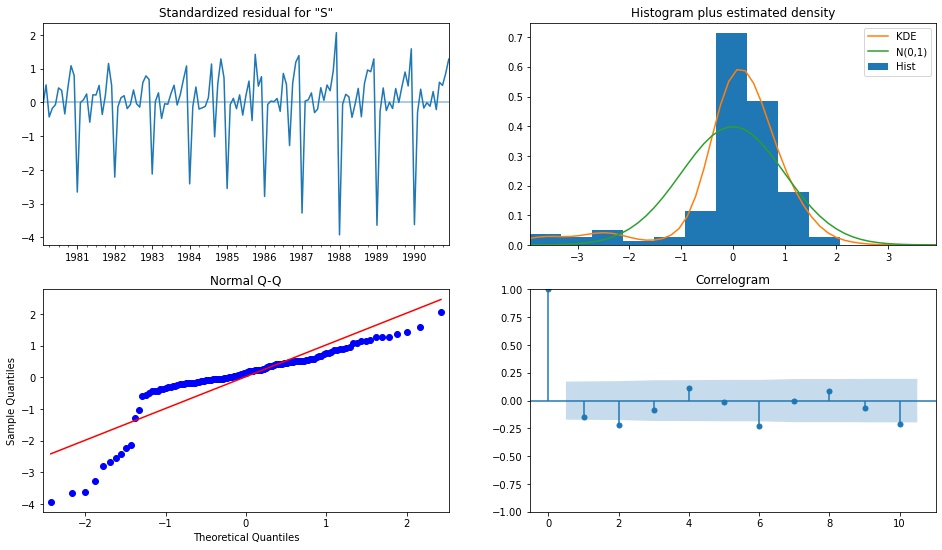 Standardized residual for "S"
2
1
0
−1
−2
−3
−4
1981 1982 1983 1984 1985 1986 1987 1988 1989 1990
Histogram plus estimated density
KDE
N(0,1)
Hist
0.7
0.6
0.5
0.4
0.3
0.2
0.1
0.0
−3 −2 −1 0 1 2 3
Normal Q-Q
Sample Quantiles
2
1
0
−1
−2
−3
−4
−2 −1 0 1 2
Theoretical Quantiles
Correlogram
1.00
0.75
0.50
0.25
0.00
−0.25
−0.50
−0.75
−1.00
0 2 4 6 8 10